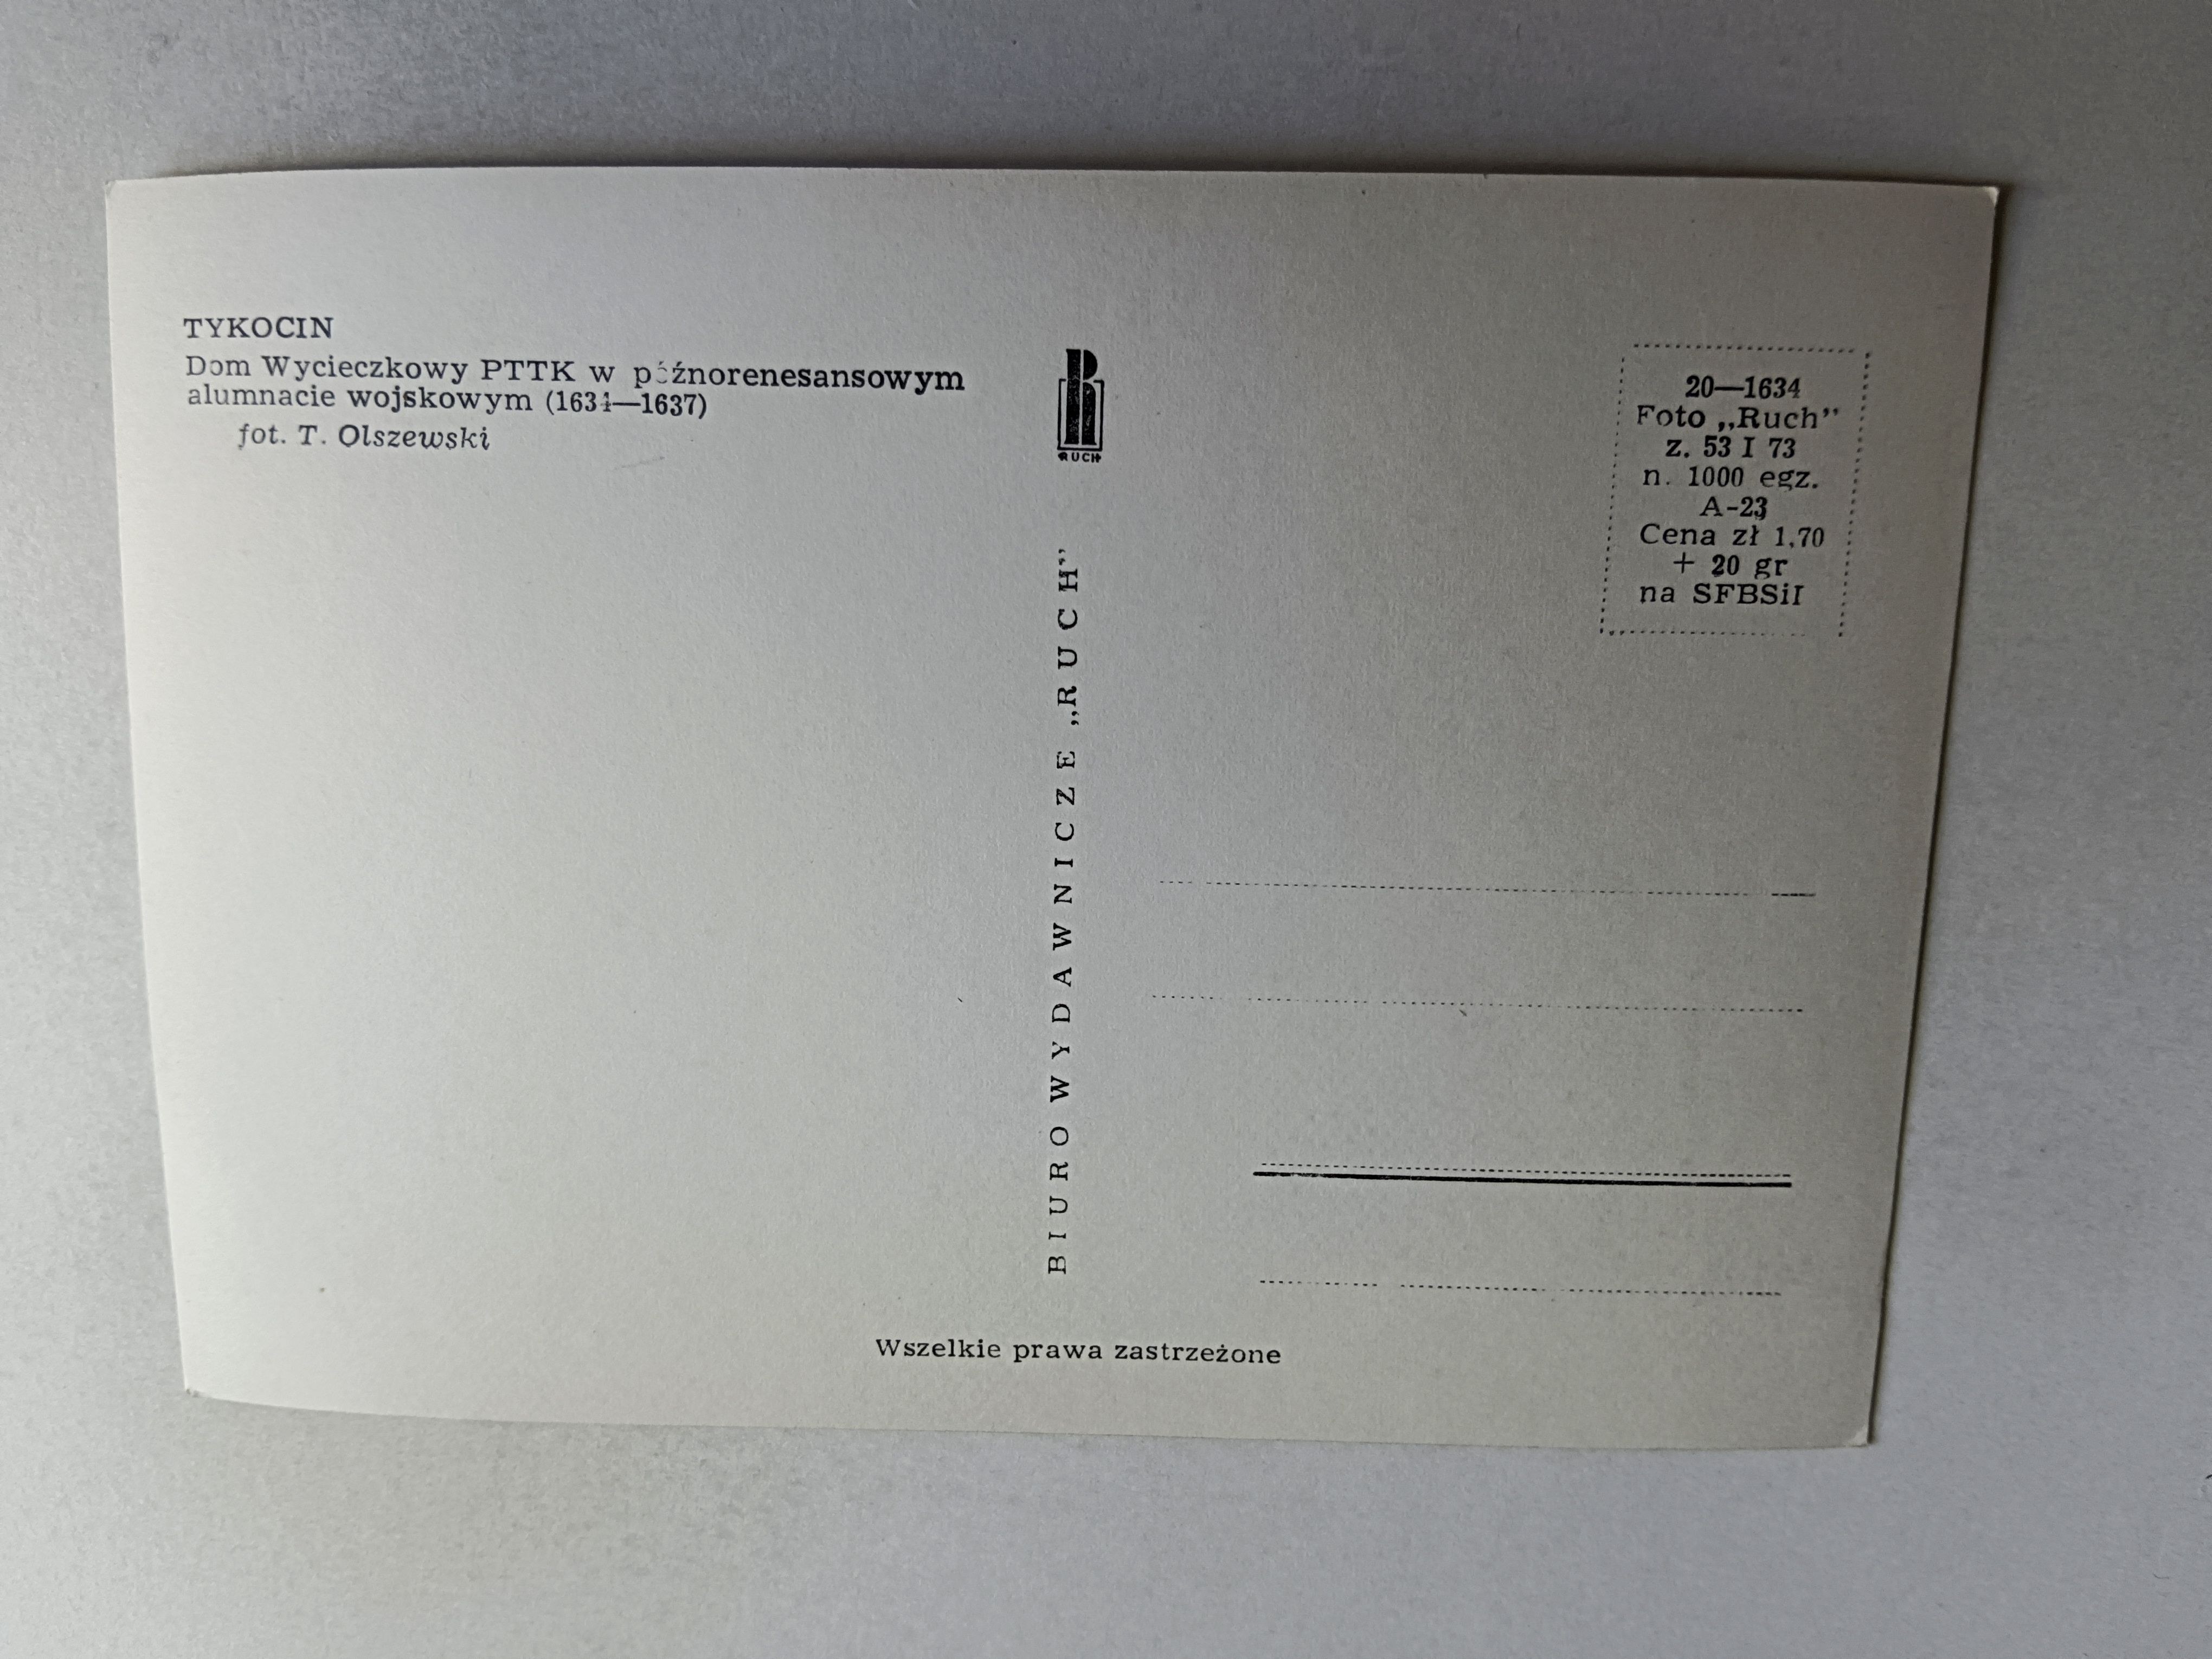 TYKOCIN
Dom Wycieczkowy PTTK w późnorenesansowym
alumnacie wojskowym (1634—1637)
fot. T. Olszewski
RUCH
BIURO WYDAWNICZE „RUCH”
20—1634
Foto „Ruch”
z. 53 I 73
n. 1000 egz.
A-23
Cena zł 1,70
+ 20 gr
na SFBSiI
Wszelkie prawa zastrzeżone